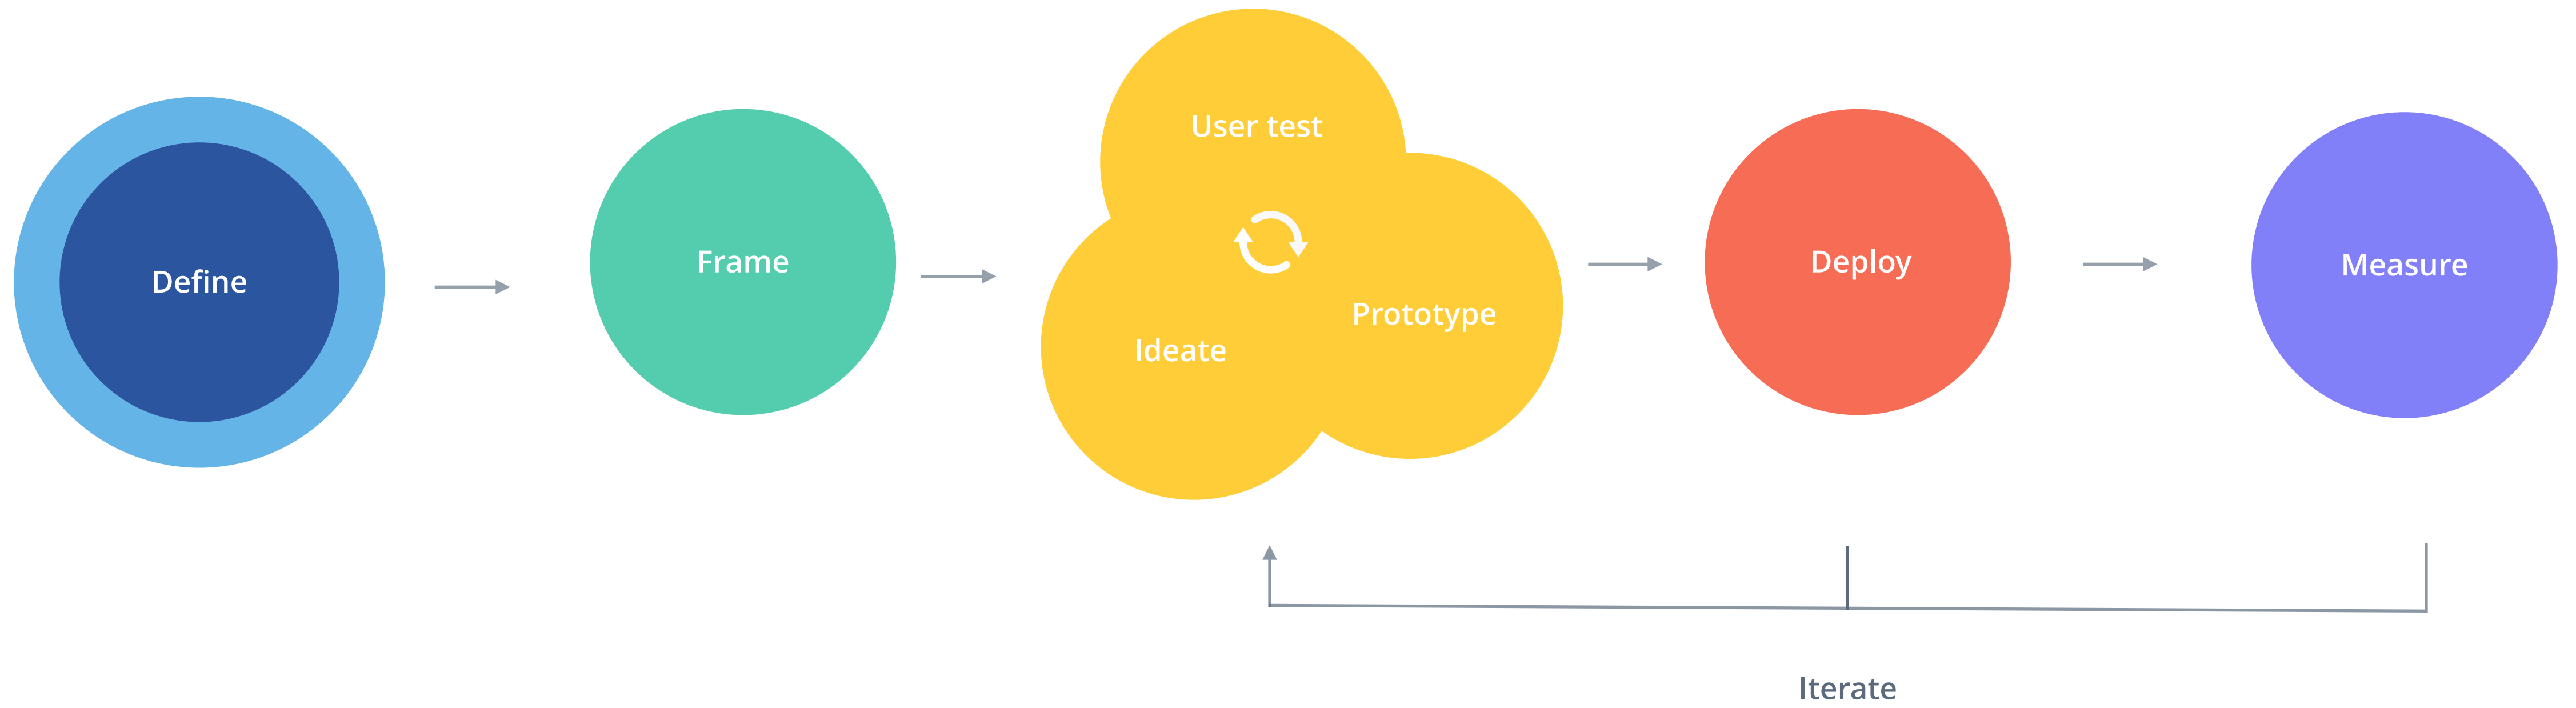 Define
Frame
User test
Ideate
Prototype
Deploy
Measure
Iterate